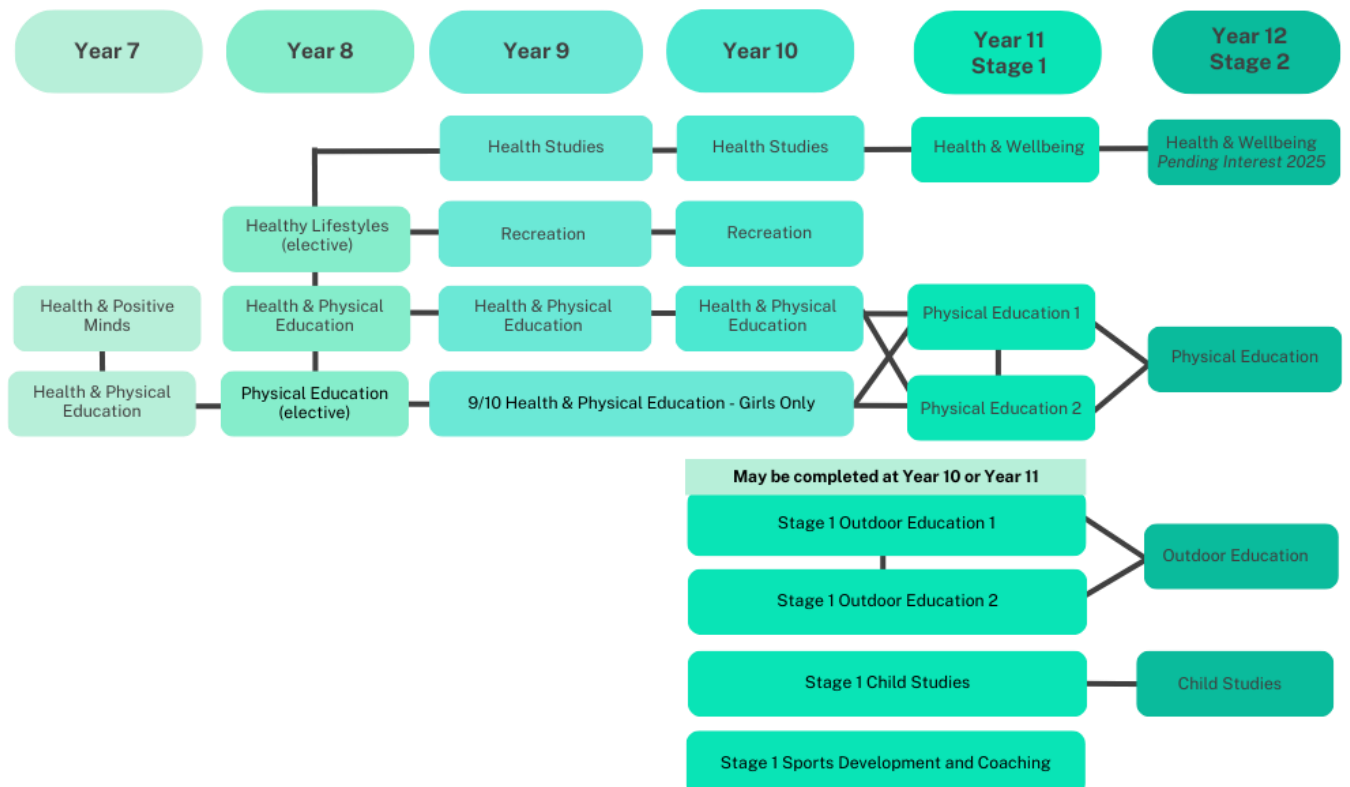 Year 7
Year 8
Year 9
Year 10
Year 11
Stage 1
Year 12
Stage 2
Health Studies
Health Studies
Health & Wellbeing
Health & Wellbeing
Pending Interest 2025
Healthy Lifestyles
(elective)
Recreation
Recreation
Health & Positive
Minds
Health & Physical
Education
Health & Physical
Education
Health & Physical
Education
Physical Education 1
Physical Education
Health & Physical
Education
Physical Education
(elective)
9/10 Health & Physical Education - Girls Only
Physical Education 2
May be completed at Year 10 or Year 11
Stage 1 Outdoor Education 1
Outdoor Education
Stage 1 Outdoor Education 2
Stage 1 Child Studies
Child Studies
Stage 1 Sports Development and Coaching